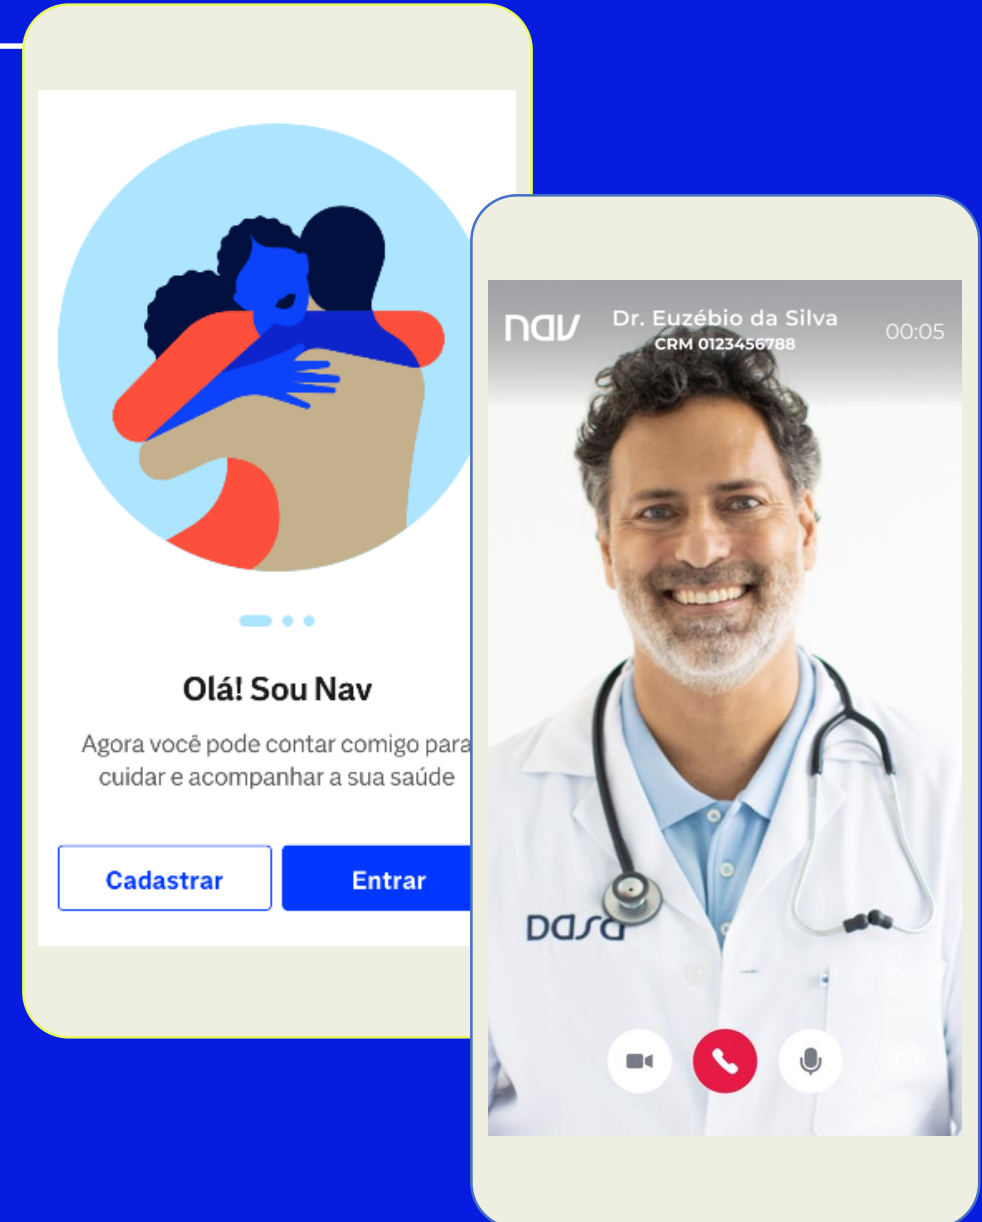 Olá! Sou Nav
Agora você pode contar comigo para
cuidar e acompanhar a sua saúde
Cadastrar
Entrar
nav
Dr. Euzébio da Silva
CRM 0123456788
00:05
Dasa